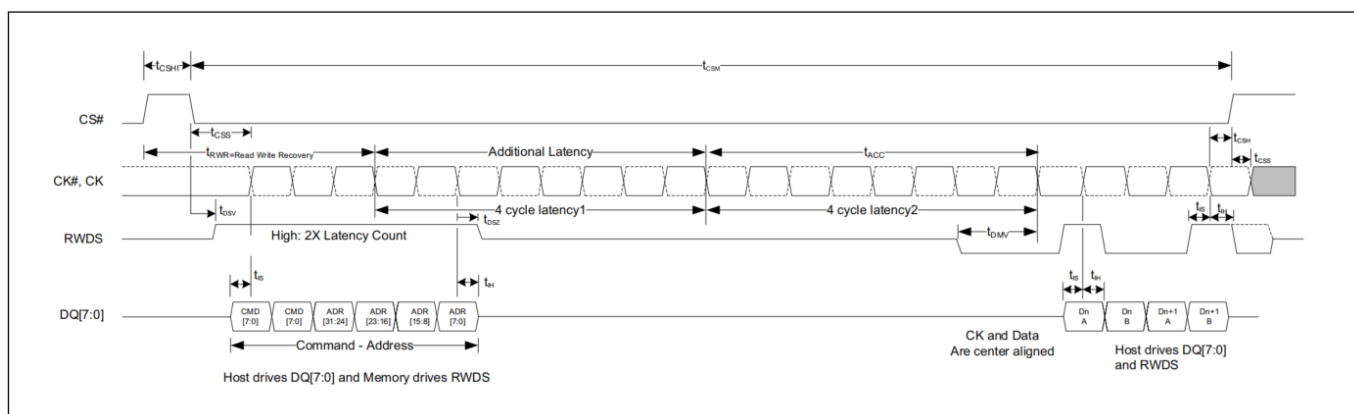 tCSHI
tCSM
CS#
tCSS
tCSH
tRWR=Read Write Recovery
Additional Latency
tACC
tCSS
CK#, CK
tDSV
4 cycle latency1
tDSZ
4 cycle latency2
tIS
tIH
RWDS
High: 2X Latency Count
tDMV
tIS
tIH
tIS
tIH
DQ[7:0]
CMD [7:0]
CMD [7:0]
ADR [31:24]
ADR [23:16]
ADR [15:8]
ADR [7:0]
Dn A
Dn B
Dn+1 A
Dn+1 B
Command - Address
CK and Data
Are center aligned
Host drives DQ[7:0]
and RWDS
Host drives DQ[7:0] and Memory drives RWDS